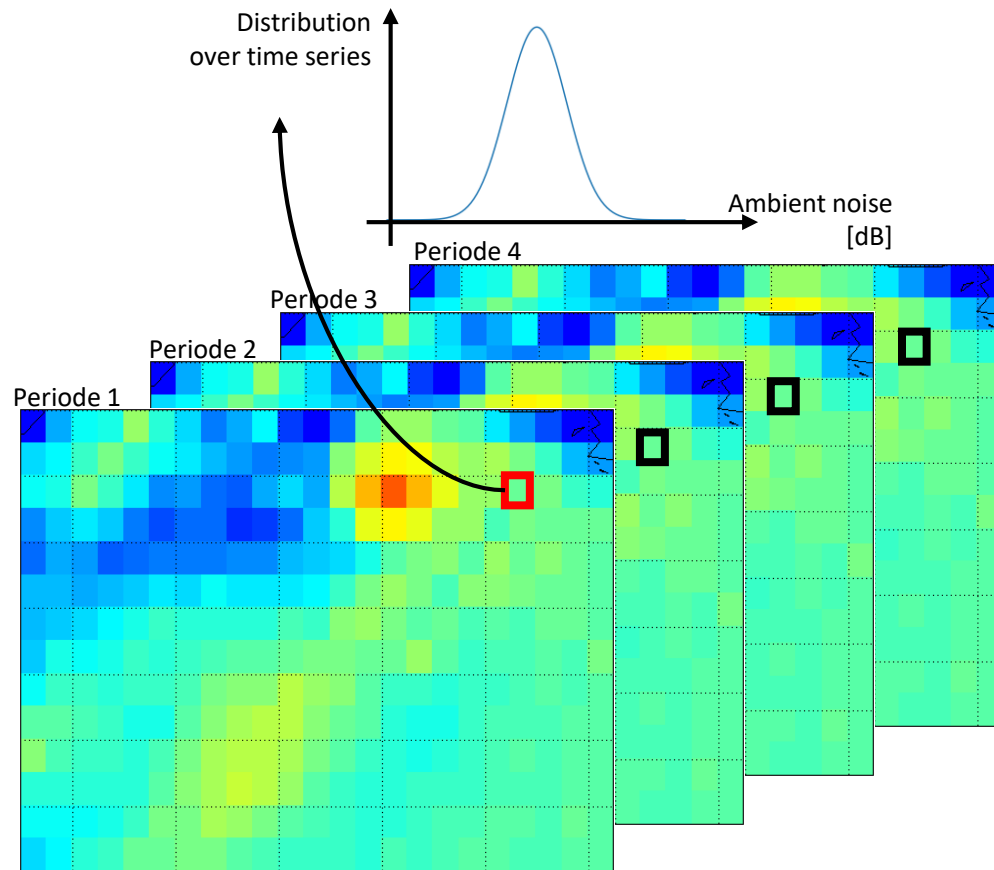 Distribution
over time series
Ambient noise
[dB]
Periode 4
Periode 3
Periode 2
Periode 1